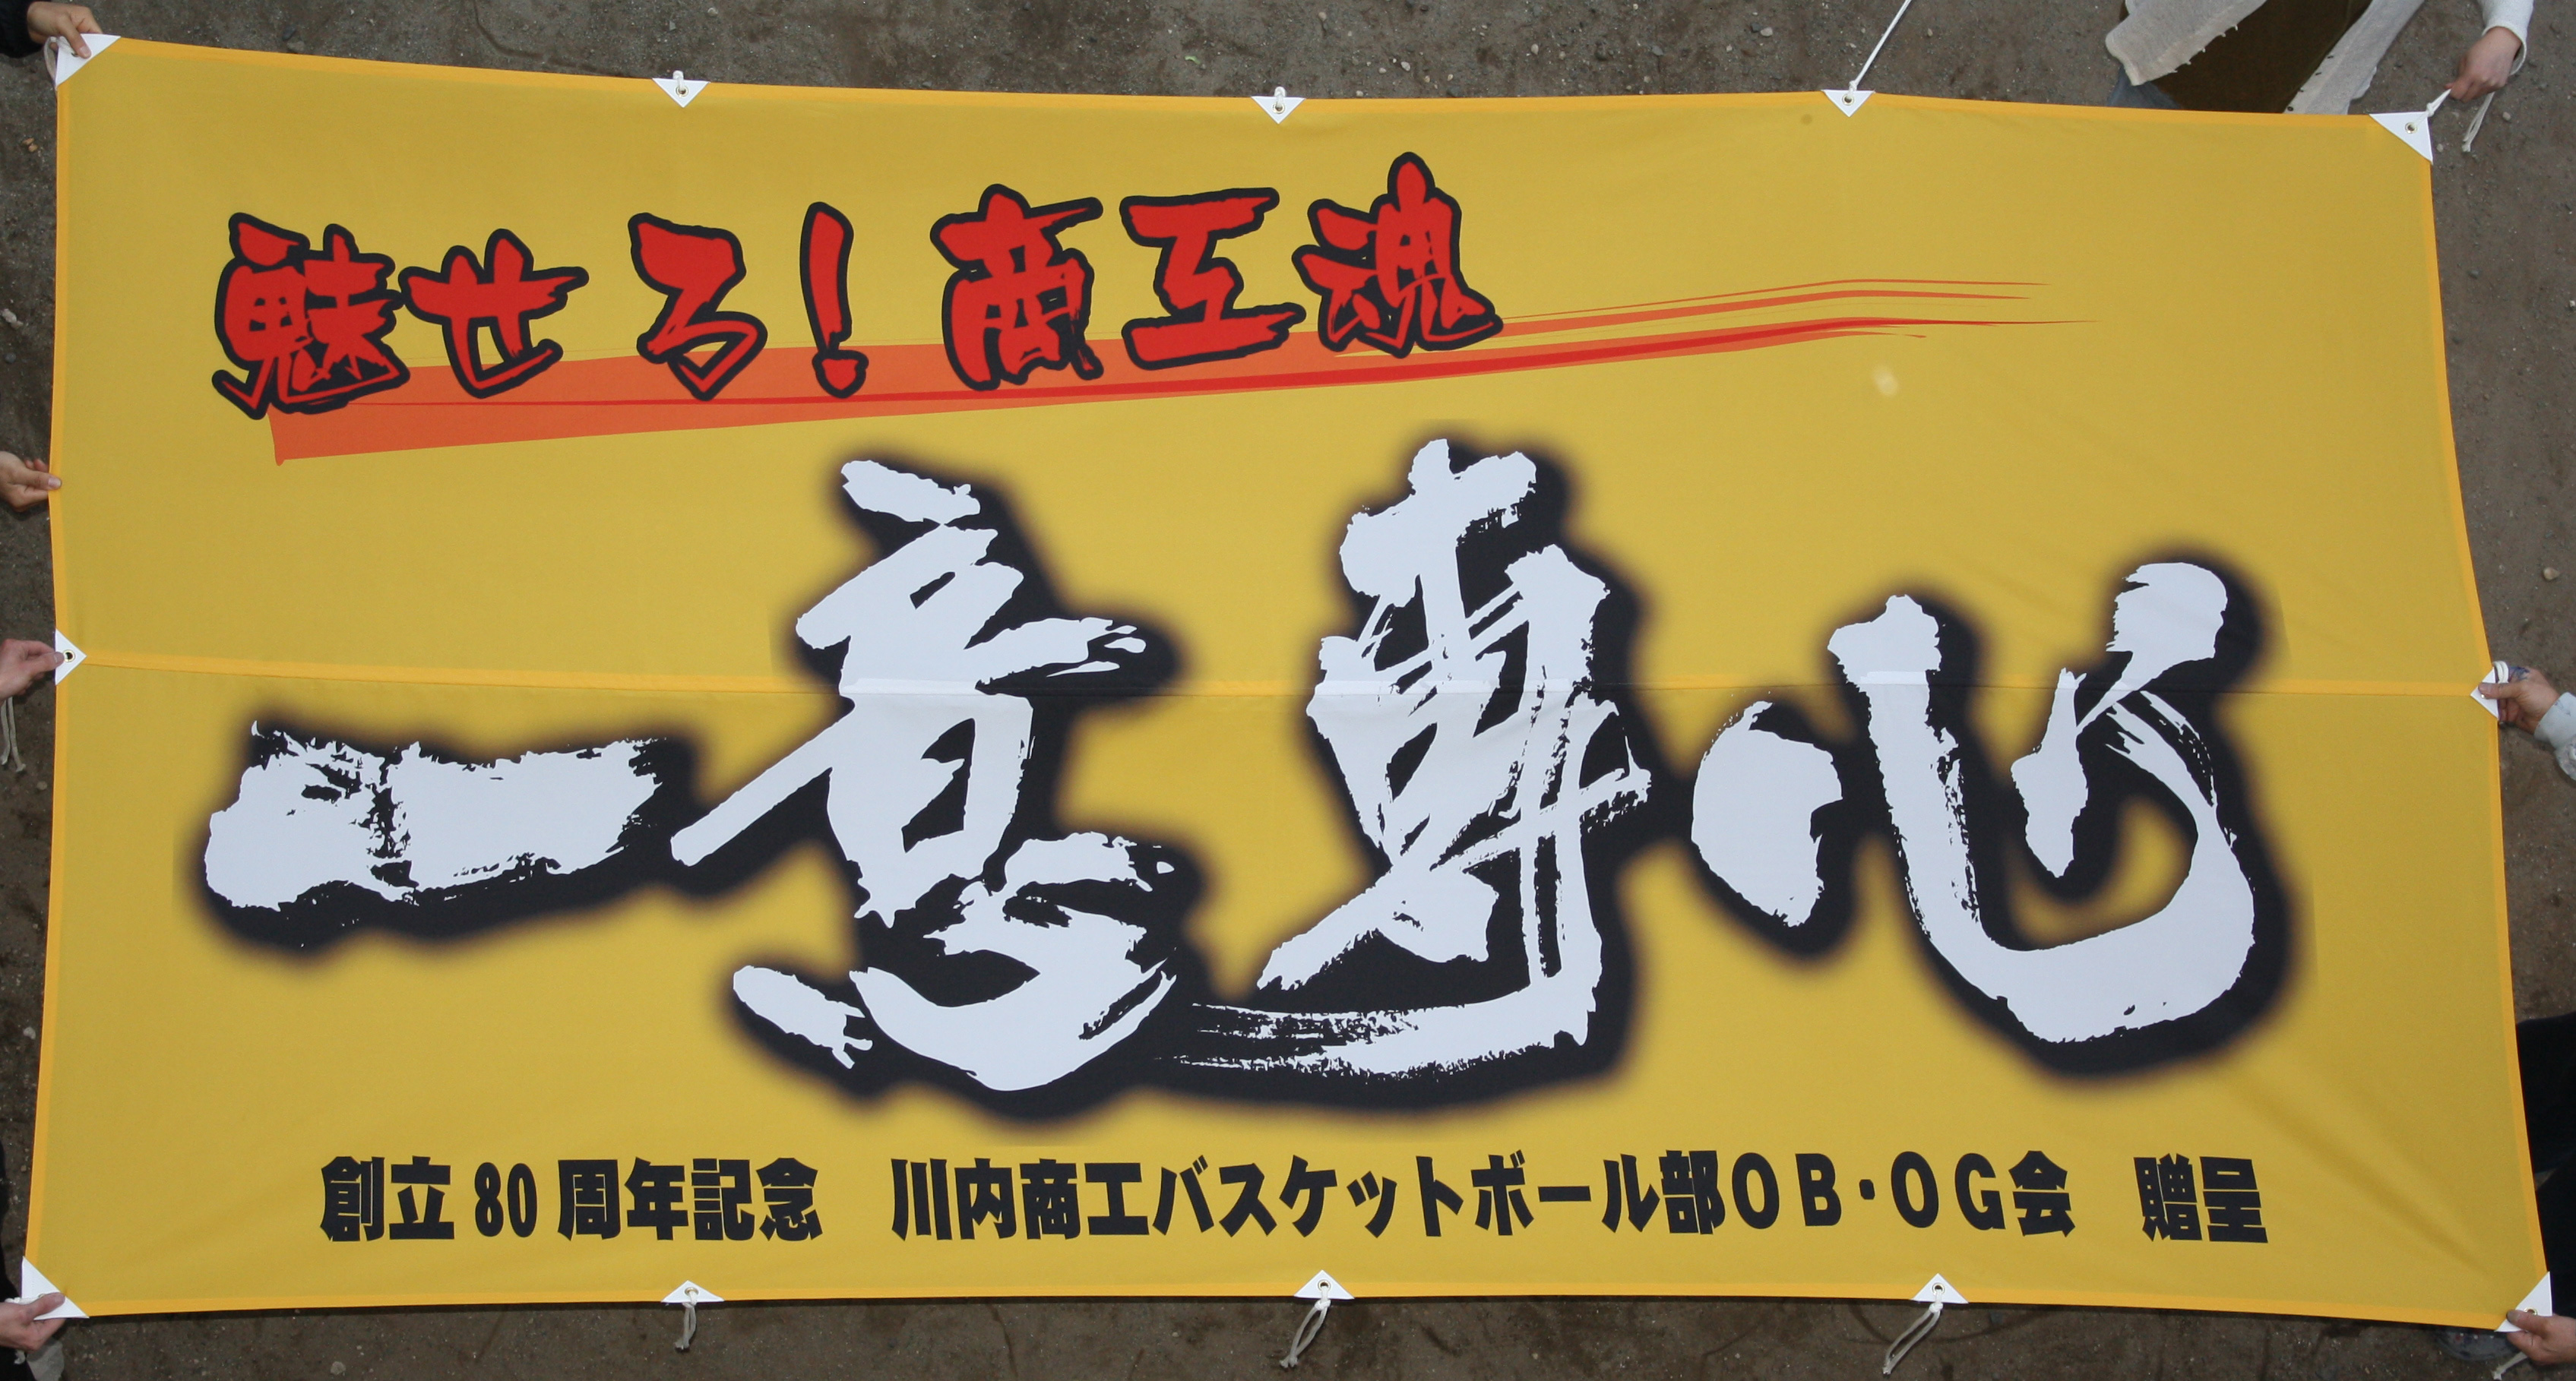 魅せろ!商工魂
一意専心
創立80周年記念　川内商工バスケットボール部OB・OG会　贈呈